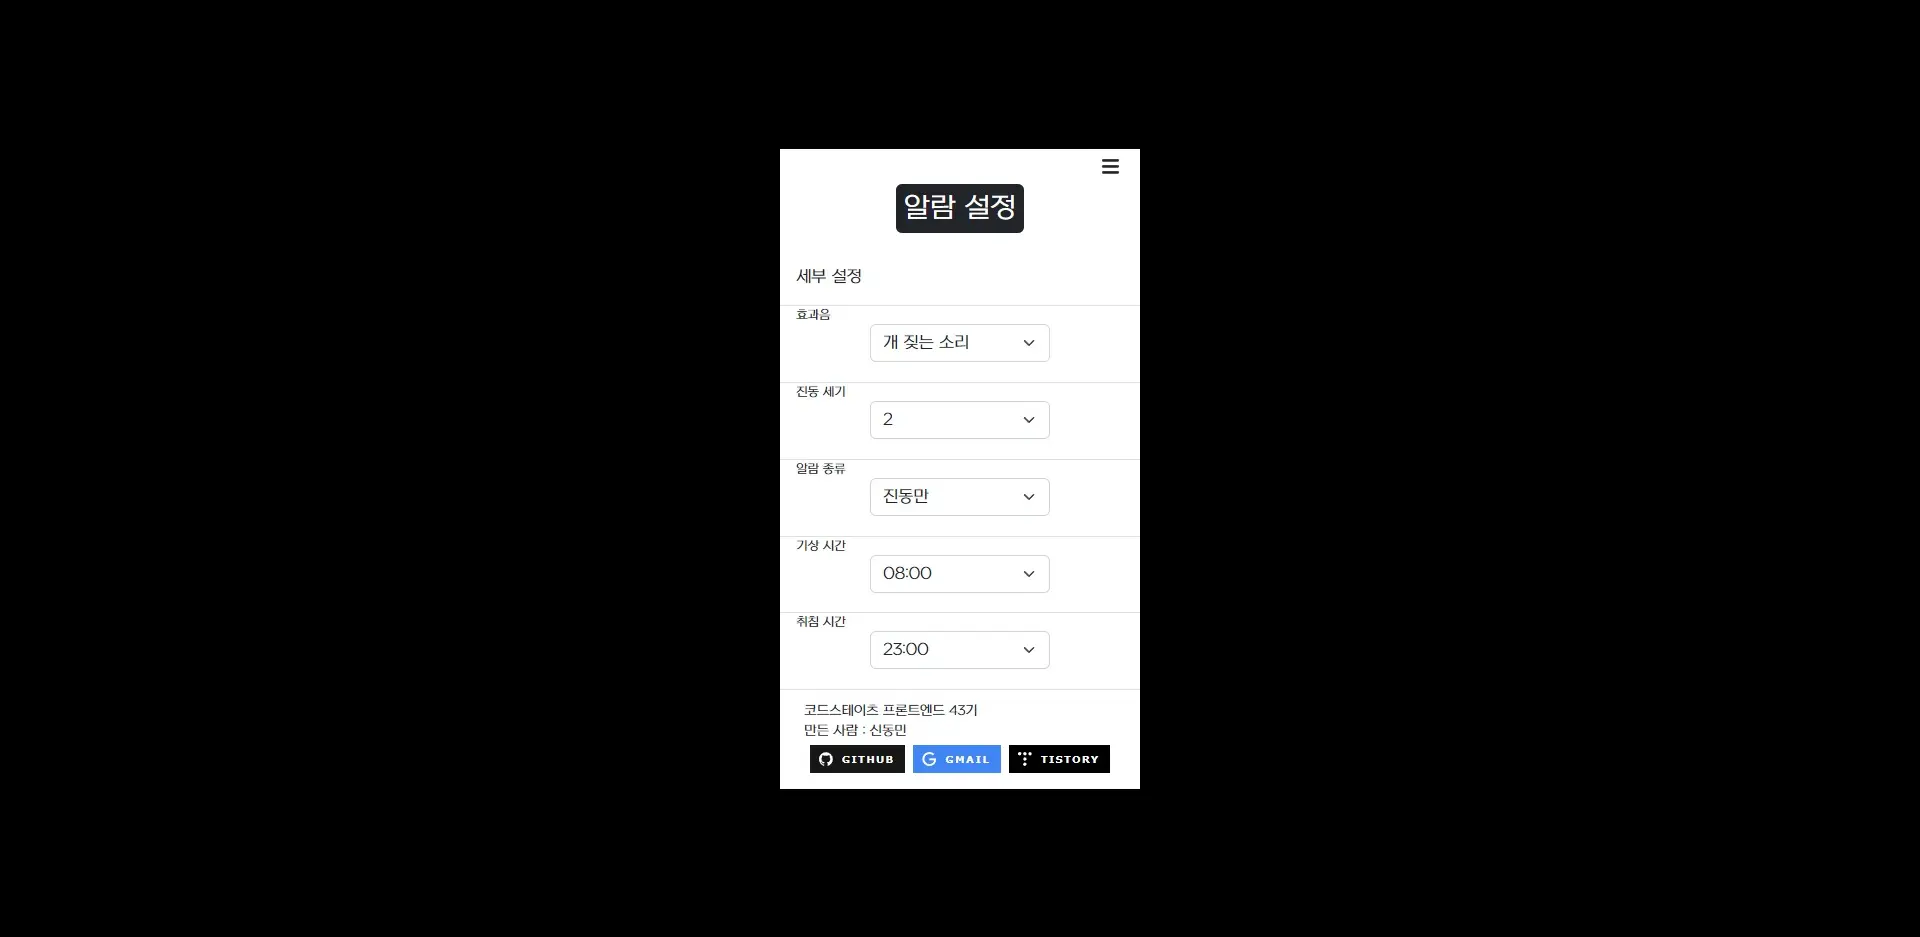 알람 설정
세부 설정
효과음
개 짖는 소리
진동 세기
2
알람 종류
진동만
기상 시간
08:00
취침 시간
23:00
코드스테이츠 프론트엔드 43기
만든 사람 : 신동민
GITHUB GMAIL TISTORY